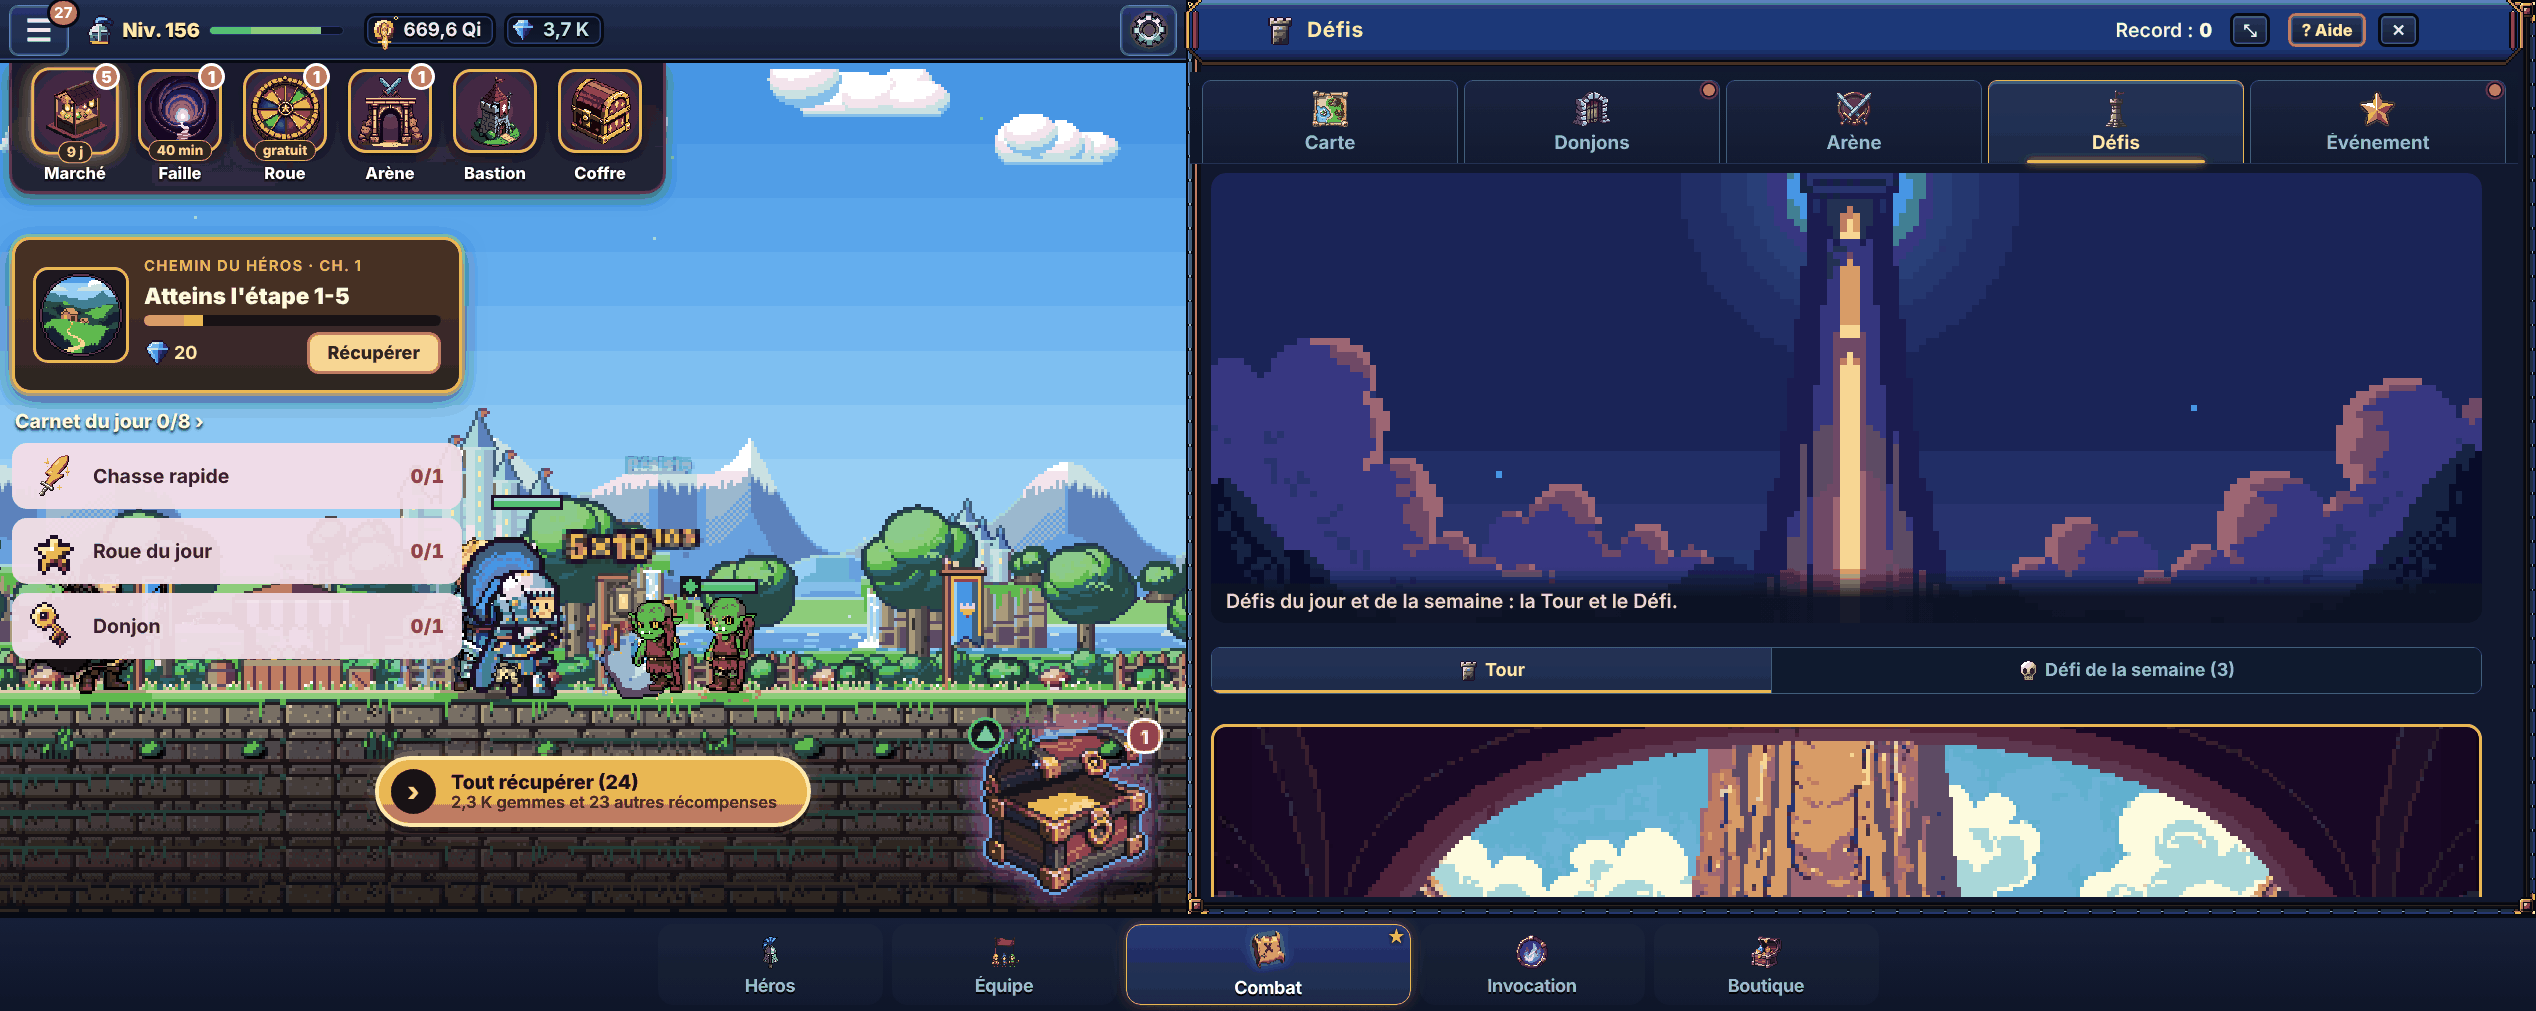 27
Niv. 156
669,6 Qi
3,7 K
5
9 j
Marché
1
40 min
Faille
1
gratuit
Roue
1
Arène
Bastion
Coffre
CHEMIN DU HÉROS · CH. 1
Atteins l'étape 1-5
20
Récupérer
Carnet du jour 0/8 ›
Chasse rapide 0/1
Roue du jour 0/1
Donjon 0/1
5×10¹⁰³
1
Tout récupérer (24)
2,3 K gemmes et 23 autres récompenses
Défis
Record : 0
? Aide
Carte
Donjons
Arène
Défis
Événement
Défis du jour et de la semaine : la Tour et le Défi.
Tour
Défi de la semaine (3)
Héros
Équipe
Combat
Invocation
Boutique